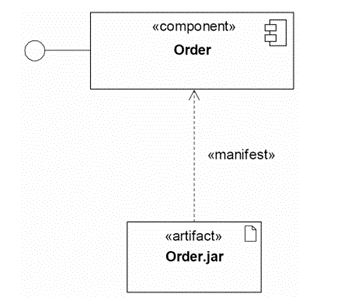 «component»
Order
«manifest»
«artifact»
Order.jar